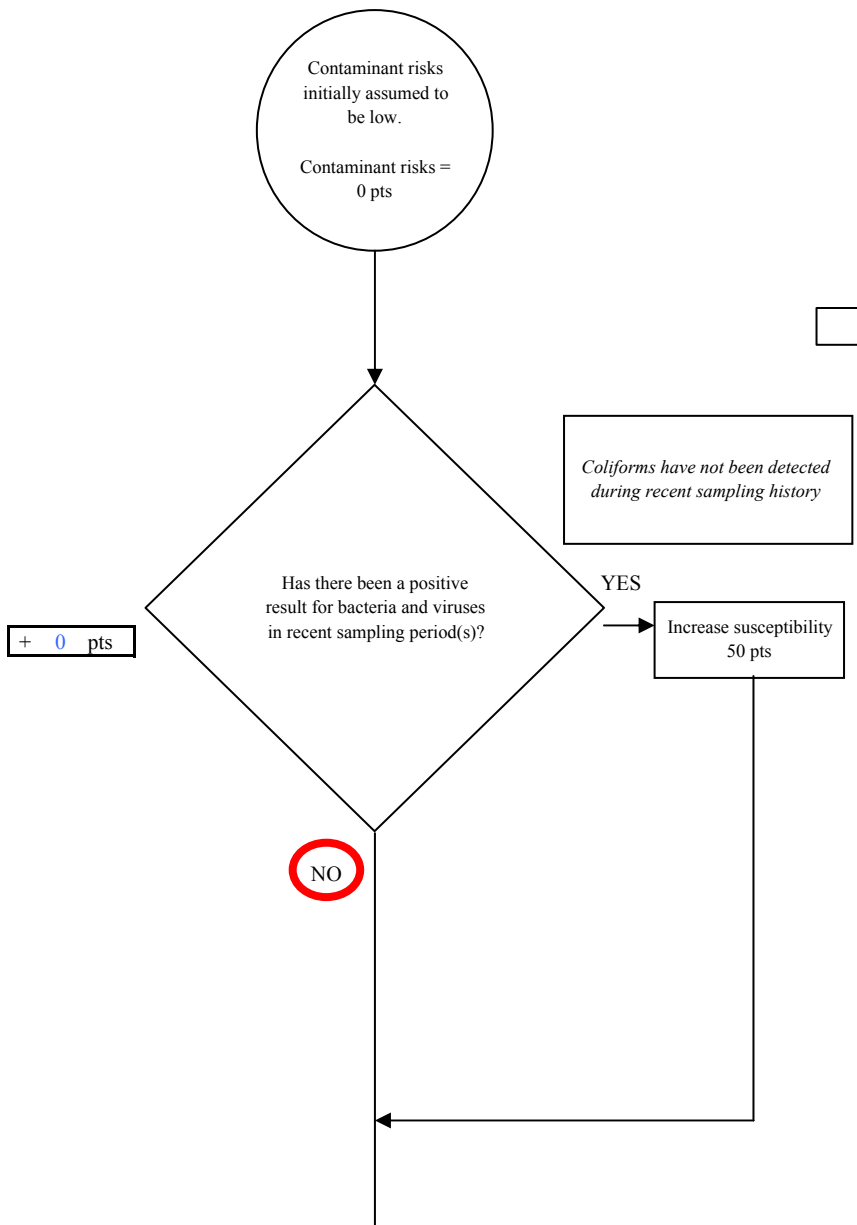 Contaminant risks
initially assumed to
be low.
Contaminant risks =
0 pts
Coliforms have not been detected
during recent sampling history
Has there been a positive
result for bacteria and viruses
in recent sampling period(s)?
YES
+ 0 pts
Increase susceptibility
50 pts
NO